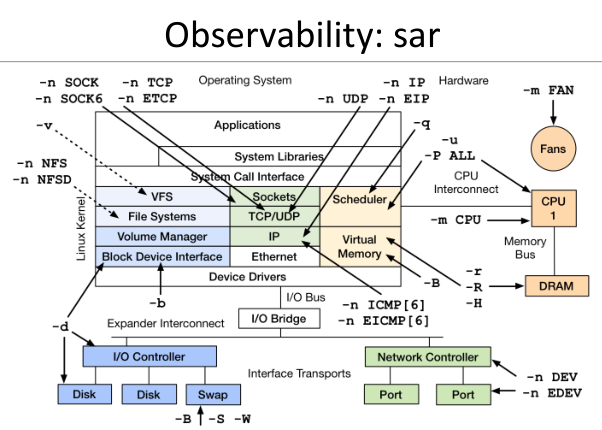 Observability: sar
-n SOCK
-n SOCK6
-n TCP
-n ETCP
Operating System
-n UDP
-n IP
-n EIP
Hardware
-m FAN
Applications
-v
-q
System Libraries
-u
-P ALL
Fans
System Call Interface
-n NFS
-n NFSD
CPU
Interconnect
Linux Kernel
VFS
Sockets
Scheduler
CPU
1
File Systems
TCP/UDP
-m CPU
Volume Manager
IP
Virtual
Memory
Memory
Bus
Block Device Interface
Ethernet
-r
-R
-H
-B
DRAM
Device Drivers
-b
I/O Bus
-n ICMP[6]
-n EICMP[6]
-d
Expander Interconnect
I/O Bridge
I/O Controller
Network Controller
Interface Transports
Disk
Disk
Swap
Port
Port
-n DEV
-n EDEV
-B
-S
-W